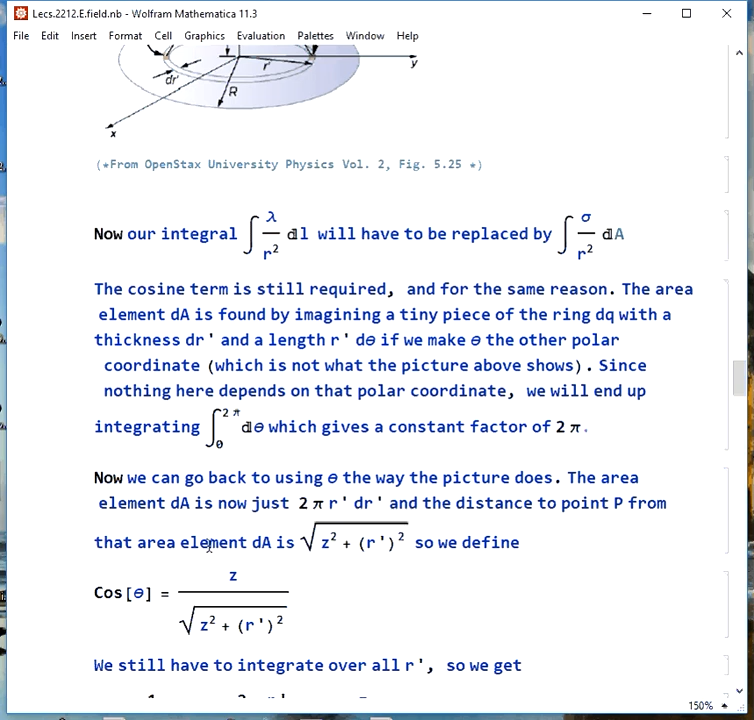 Lecs.2212.E.field.nb - Wolfram Mathematica 11.3
File Edit Insert Format Cell Graphics Evaluation Palettes Window Help
r'
y
dr'
R
x
(*From OpenStax University Physics Vol. 2, Fig. 5.25 *)
Now our integral ∫ λ/r² ⅆl will have to be replaced by ∫ σ/r² ⅆA
The cosine term is still required, and for the same reason. The area
element dA is found by imagining a tiny piece of the ring dq with a
thickness dr' and a length r' dθ if we make θ the other polar
coordinate (which is not what the picture above shows). Since
nothing here depends on that polar coordinate, we will end up
integrating ∫₀^2π ⅆθ which gives a constant factor of 2 π.
Now we can go back to using θ the way the picture does. The area
element dA is now just 2 π r' dr' and the distance to point P from
that area element dA is √(z² + (r')²) so we define
Cos[θ] = z/√(z² + (r')²)
We still have to integrate over all r', so we get
150%